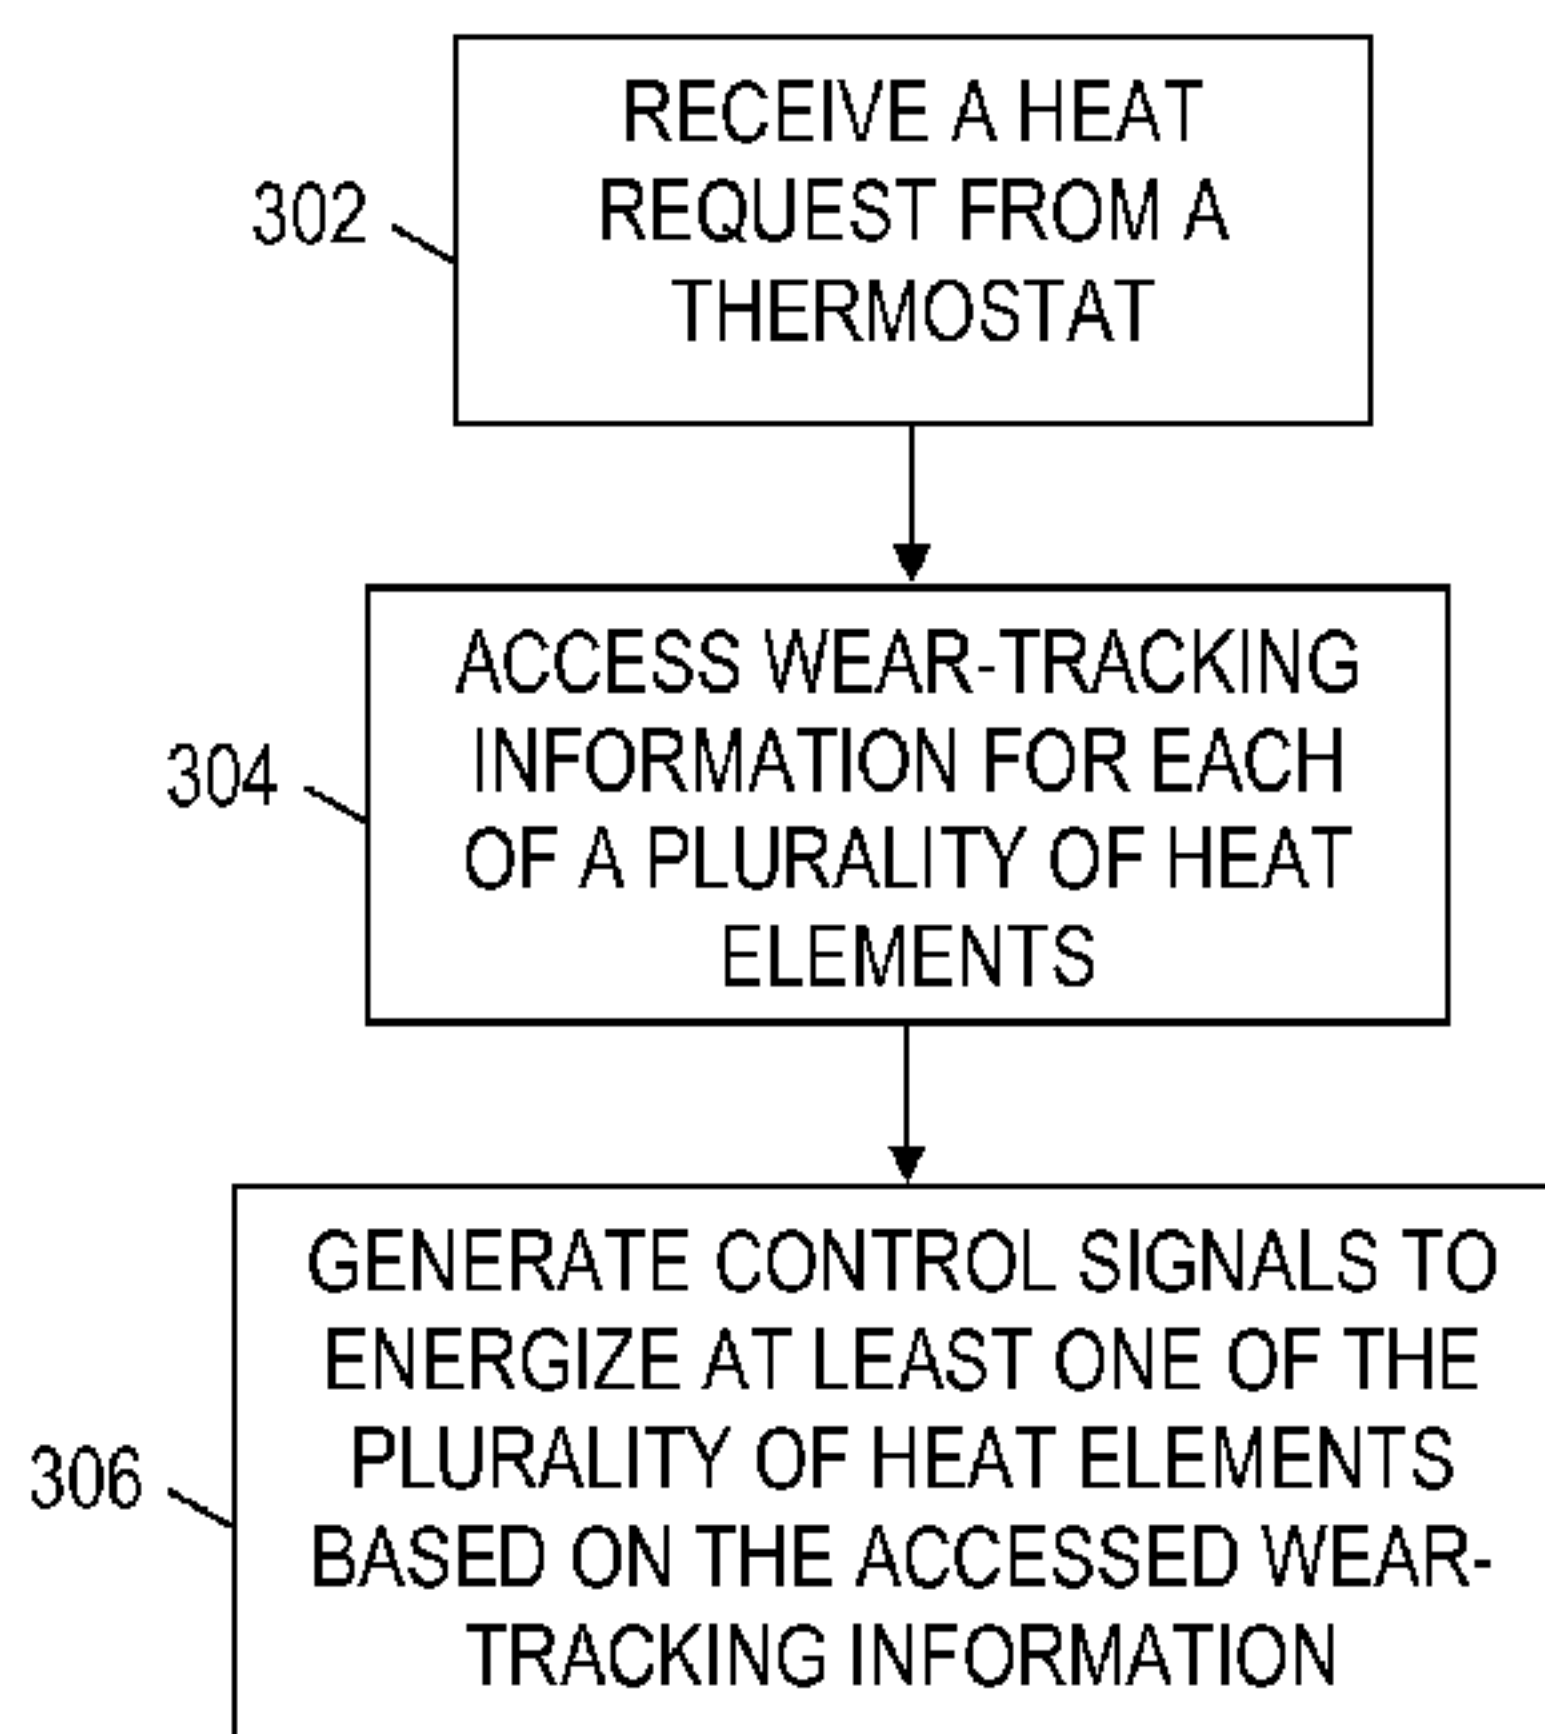 302
RECEIVE A HEAT
REQUEST FROM A
THERMOSTAT
304
ACCESS WEAR-TRACKING
INFORMATION FOR EACH
OF A PLURALITY OF HEAT
ELEMENTS
306
GENERATE CONTROL SIGNALS TO
ENERGIZE AT LEAST ONE OF THE
PLURALITY OF HEAT ELEMENTS
BASED ON THE ACCESSED WEAR-
TRACKING INFORMATION